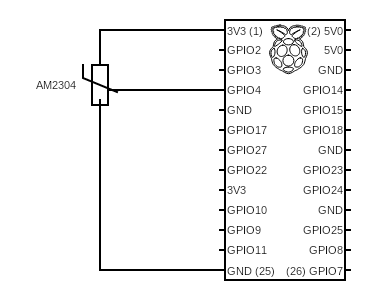 3V3 (1) (2) 5V0
GPIO2 5V0
GPIO3 GND
AM2304
GPIO4 GPIO14
GND GPIO15
GPIO17 GPIO18
GPIO27 GND
GPIO22 GPIO23
3V3 GPIO24
GPIO10 GND
GPIO9 GPIO25
GPIO11 GPIO8
GND (25) (26) GPIO7